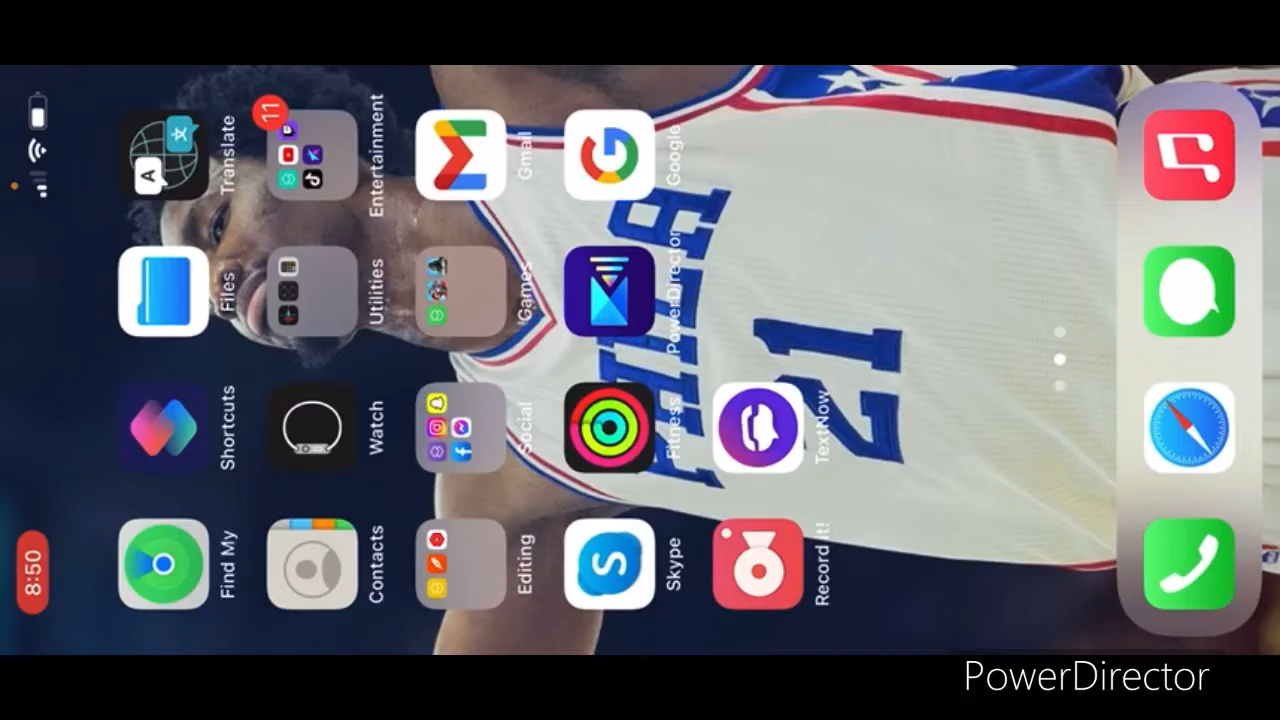 8:50
Find My
Shortcuts
Files
Translate
A
Contacts
Watch
Utilities
Entertainment
11
Editing
Social
Games
Gmail
Skype
Fitness
PowerDirector
Google
Record it!
TextNow
PHILA
21
PowerDirector